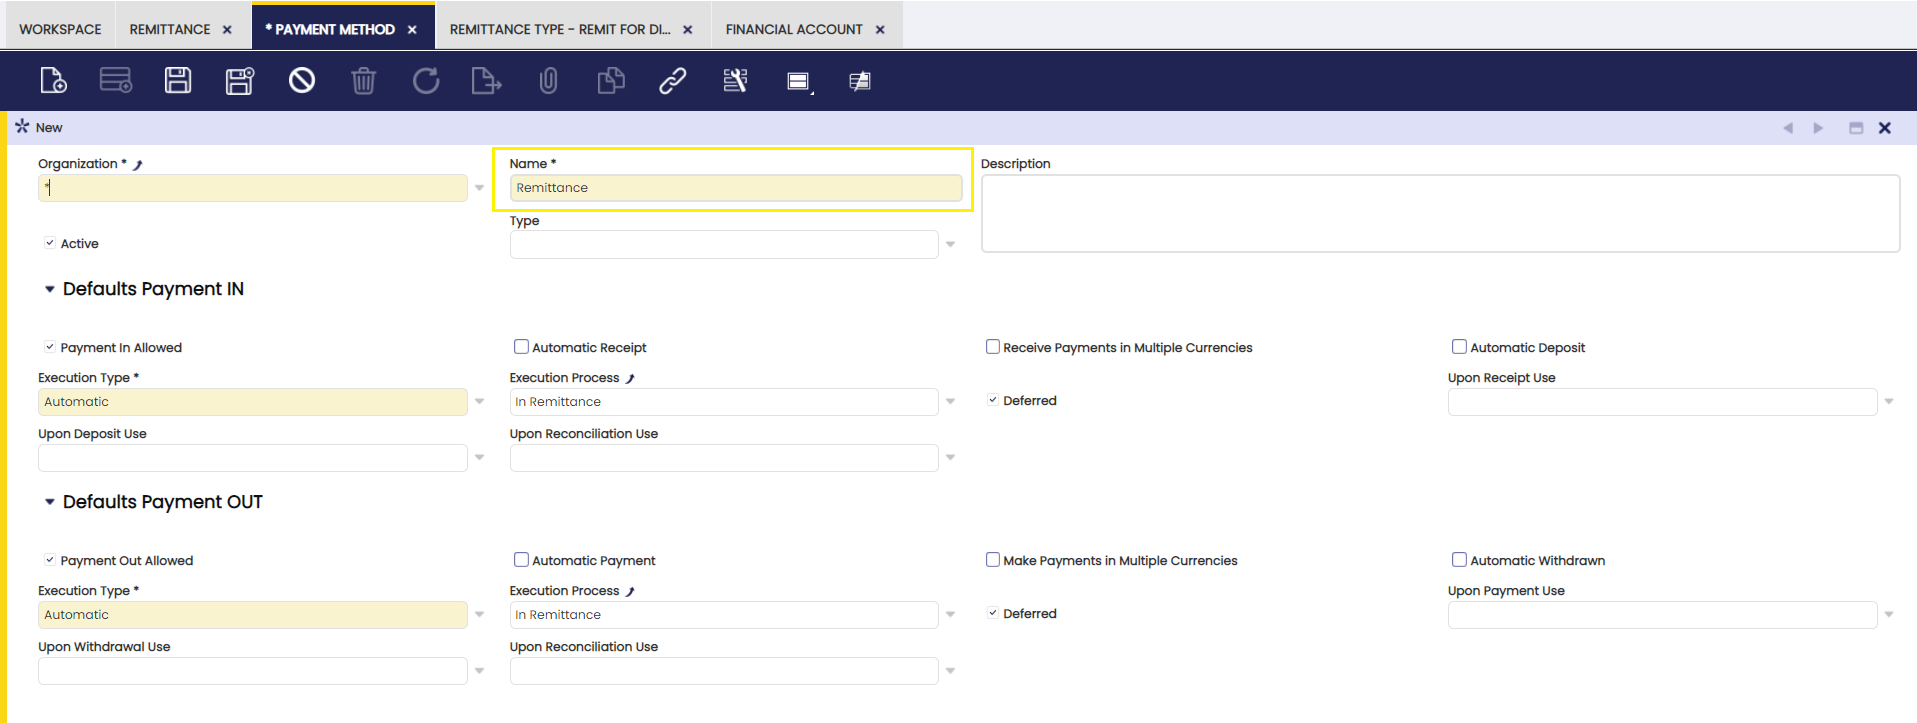 WORKSPACE REMITTANCE * PAYMENT METHOD REMITTANCE TYPE - REMIT FOR DI... FINANCIAL ACCOUNT
New
Organization * Name * Description
* Remittance
Type
Active
Defaults Payment IN
Payment In Allowed Automatic Receipt Receive Payments in Multiple Currencies Automatic Deposit
Execution Type * Execution Process Upon Receipt Use
Automatic In Remittance Deferred
Upon Deposit Use Upon Reconciliation Use
Defaults Payment OUT
Payment Out Allowed Automatic Payment Make Payments in Multiple Currencies Automatic Withdrawn
Execution Type * Execution Process Upon Payment Use
Automatic In Remittance Deferred
Upon Withdrawal Use Upon Reconciliation Use